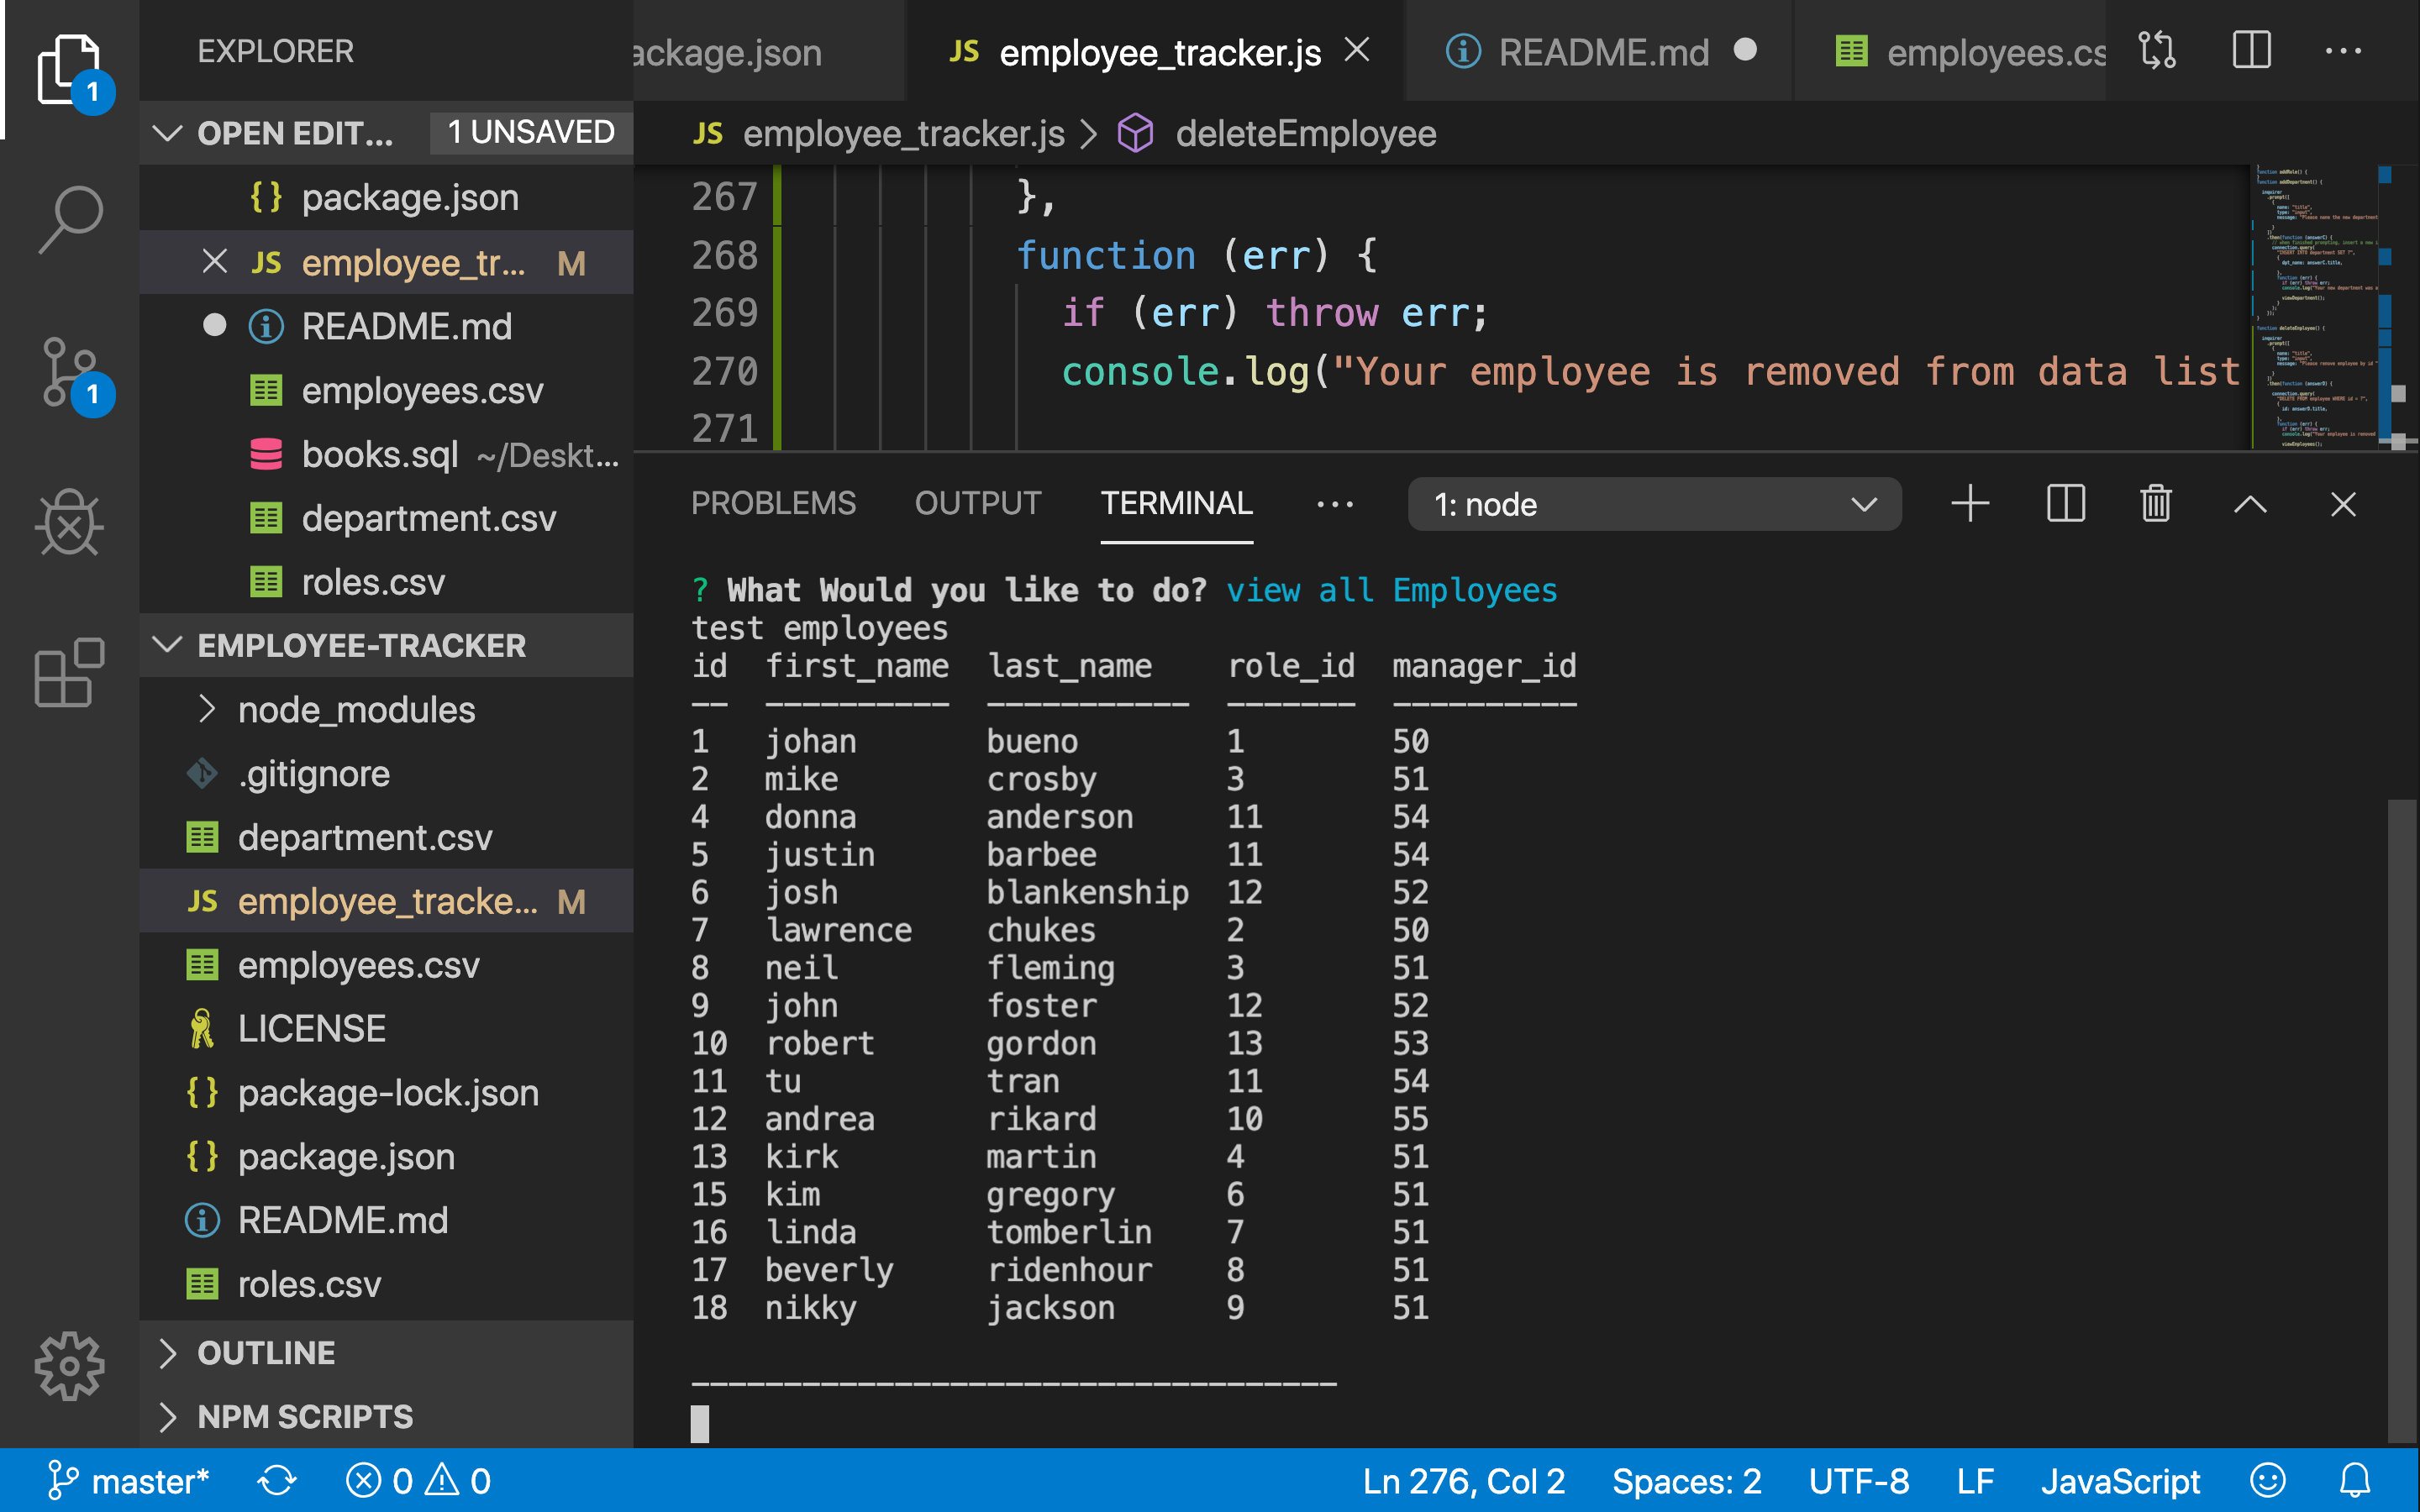 EXPLORER
ackage.json
JS employee_tracker.js
README.md
employees.cs
1
OPEN EDIT... 1 UNSAVED
{} package.json
JS employee_tr... M
README.md
employees.csv
books.sql ~/Deskt...
department.csv
roles.csv
1
EMPLOYEE-TRACKER
node_modules
.gitignore
department.csv
JS employee_tracke... M
employees.csv
LICENSE
{} package-lock.json
{} package.json
README.md
roles.csv
OUTLINE
NPM SCRIPTS
JS employee_tracker.js > deleteEmployee
267 },
268 function (err) {
269 if (err) throw err;
270 console.log("Your employee is removed from data list
271
PROBLEMS OUTPUT TERMINAL ... 1: node
? What Would you like to do? view all Employees
test employees
id first_name last_name role_id manager_id
-- ---------- ----------- ------- ----------
1 johan bueno 1 50
2 mike crosby 3 51
4 donna anderson 11 54
5 justin barbee 11 54
6 josh blankenship 12 52
7 lawrence chukes 2 50
8 neil fleming 3 51
9 john foster 12 52
10 robert gordon 13 53
11 tu tran 11 54
12 andrea rikard 10 55
13 kirk martin 4 51
15 kim gregory 6 51
16 linda tomberlin 7 51
17 beverly ridenhour 8 51
18 nikky jackson 9 51
-----------------------------------
master* 0 0 Ln 276, Col 2 Spaces: 2 UTF-8 LF JavaScript